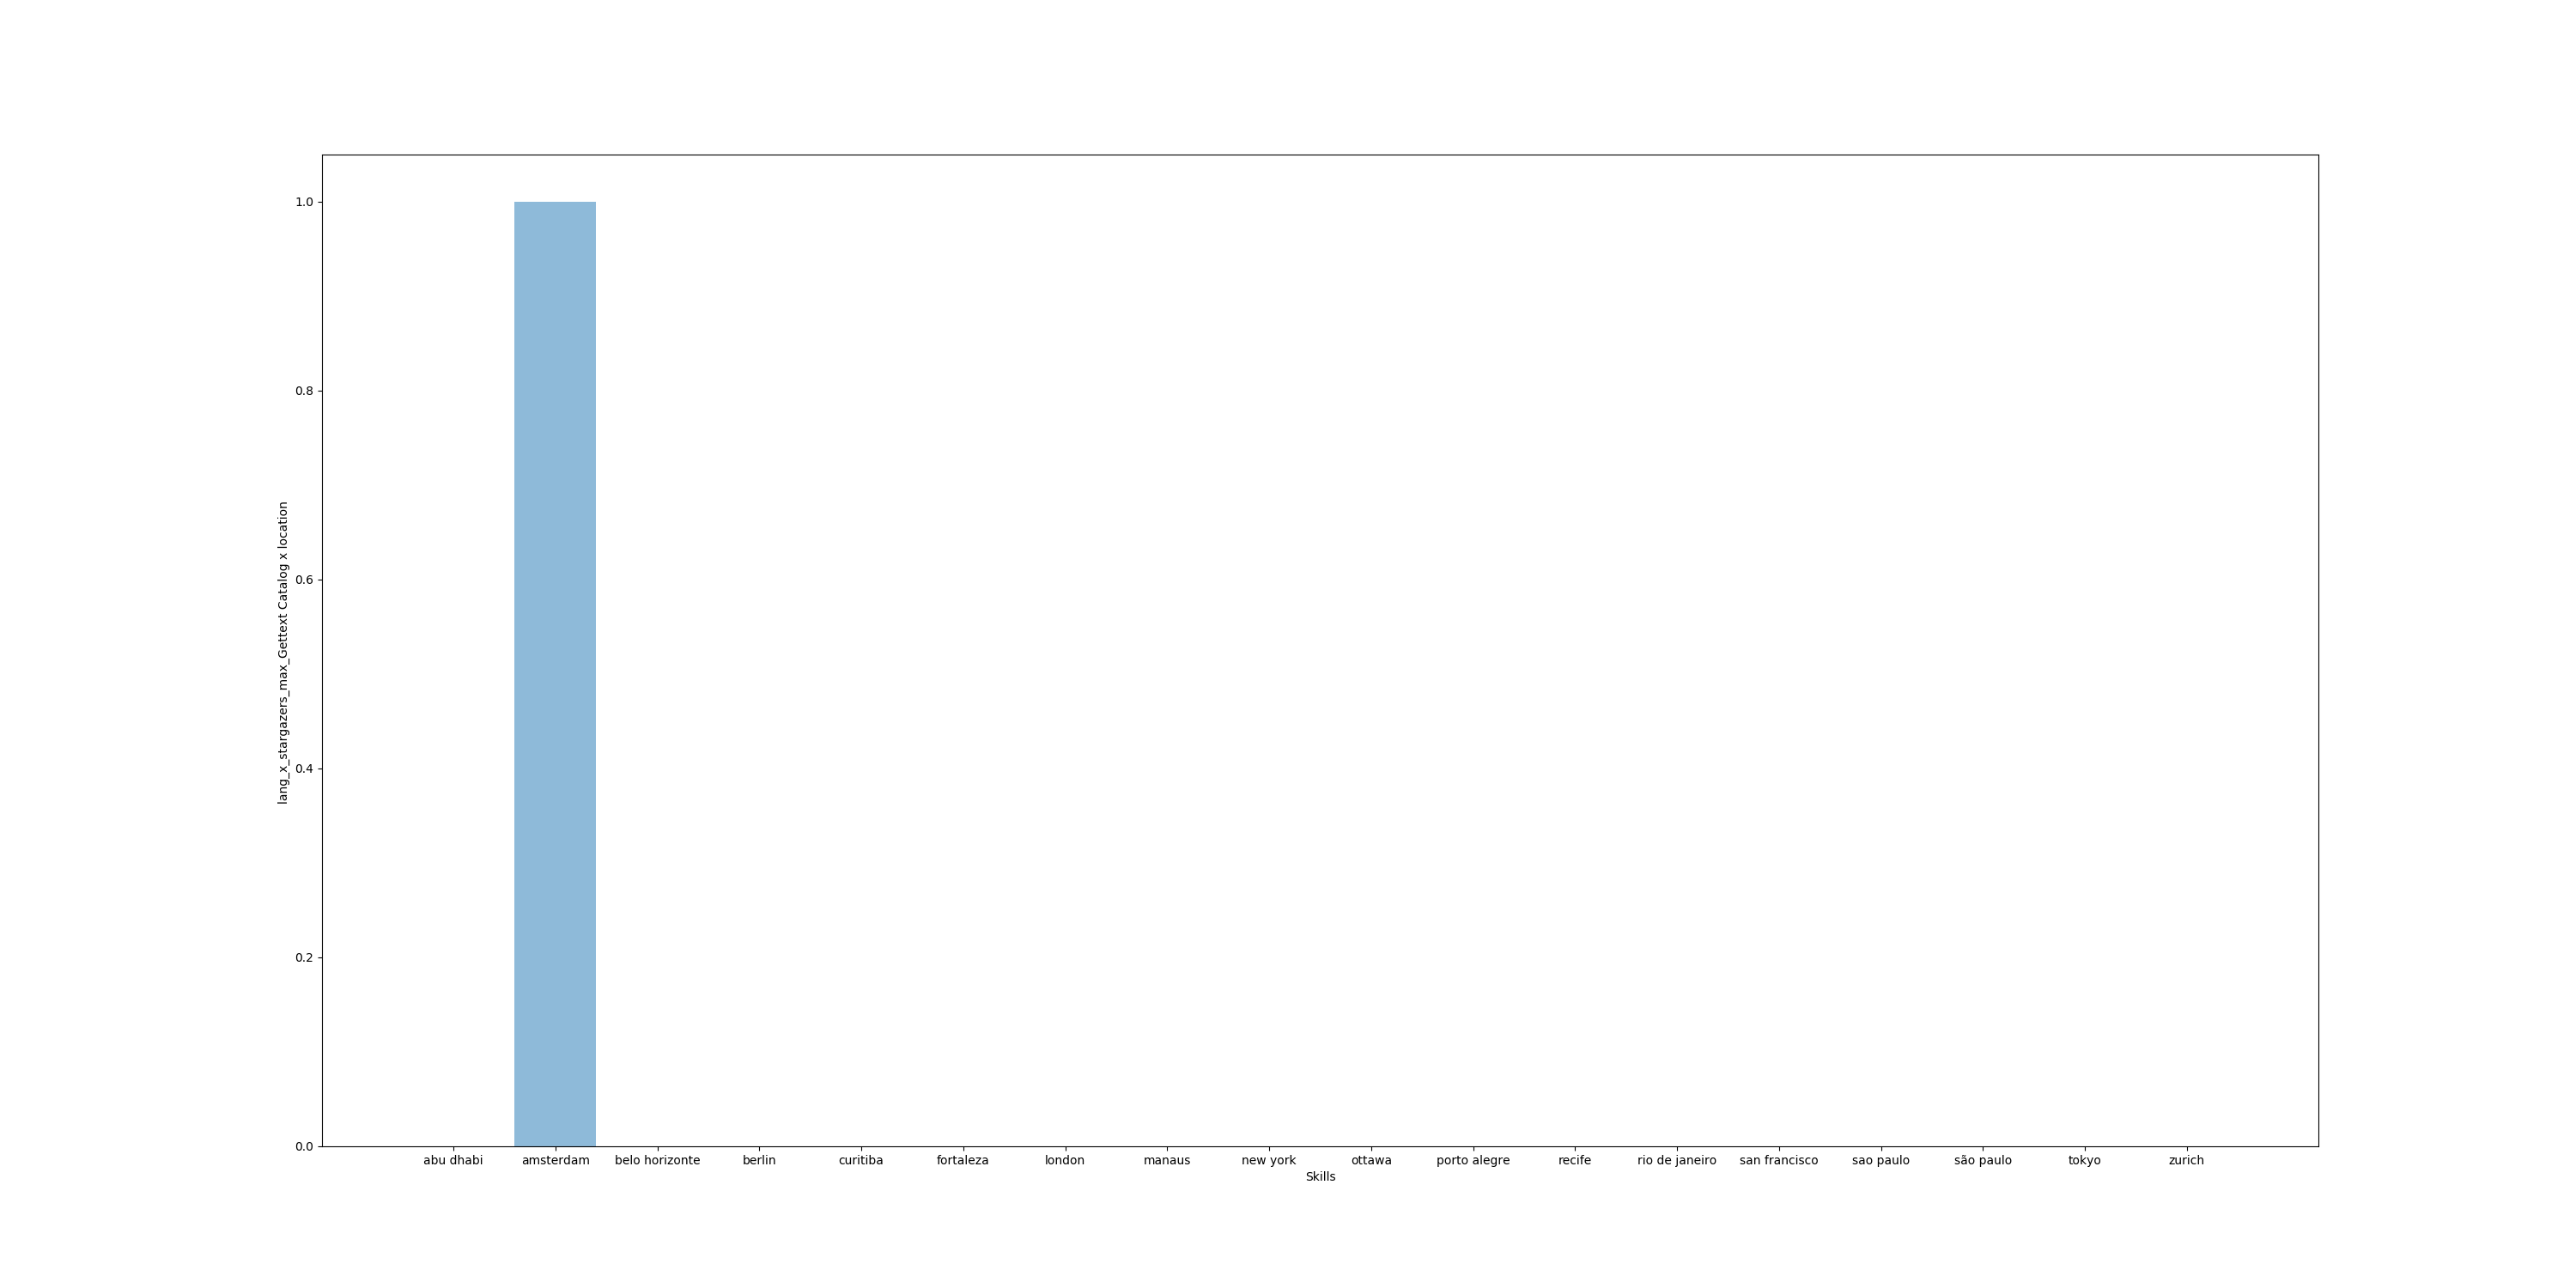 1.0
0.8
0.6
0.4
0.2
0.0
lang_x_stargazers_max_Gettext Catalog x location
abu dhabi amsterdam belo horizonte berlin curitiba fortaleza london manaus new york ottawa porto alegre recife rio de janeiro san francisco sao paulo são paulo tokyo zurich
Skills